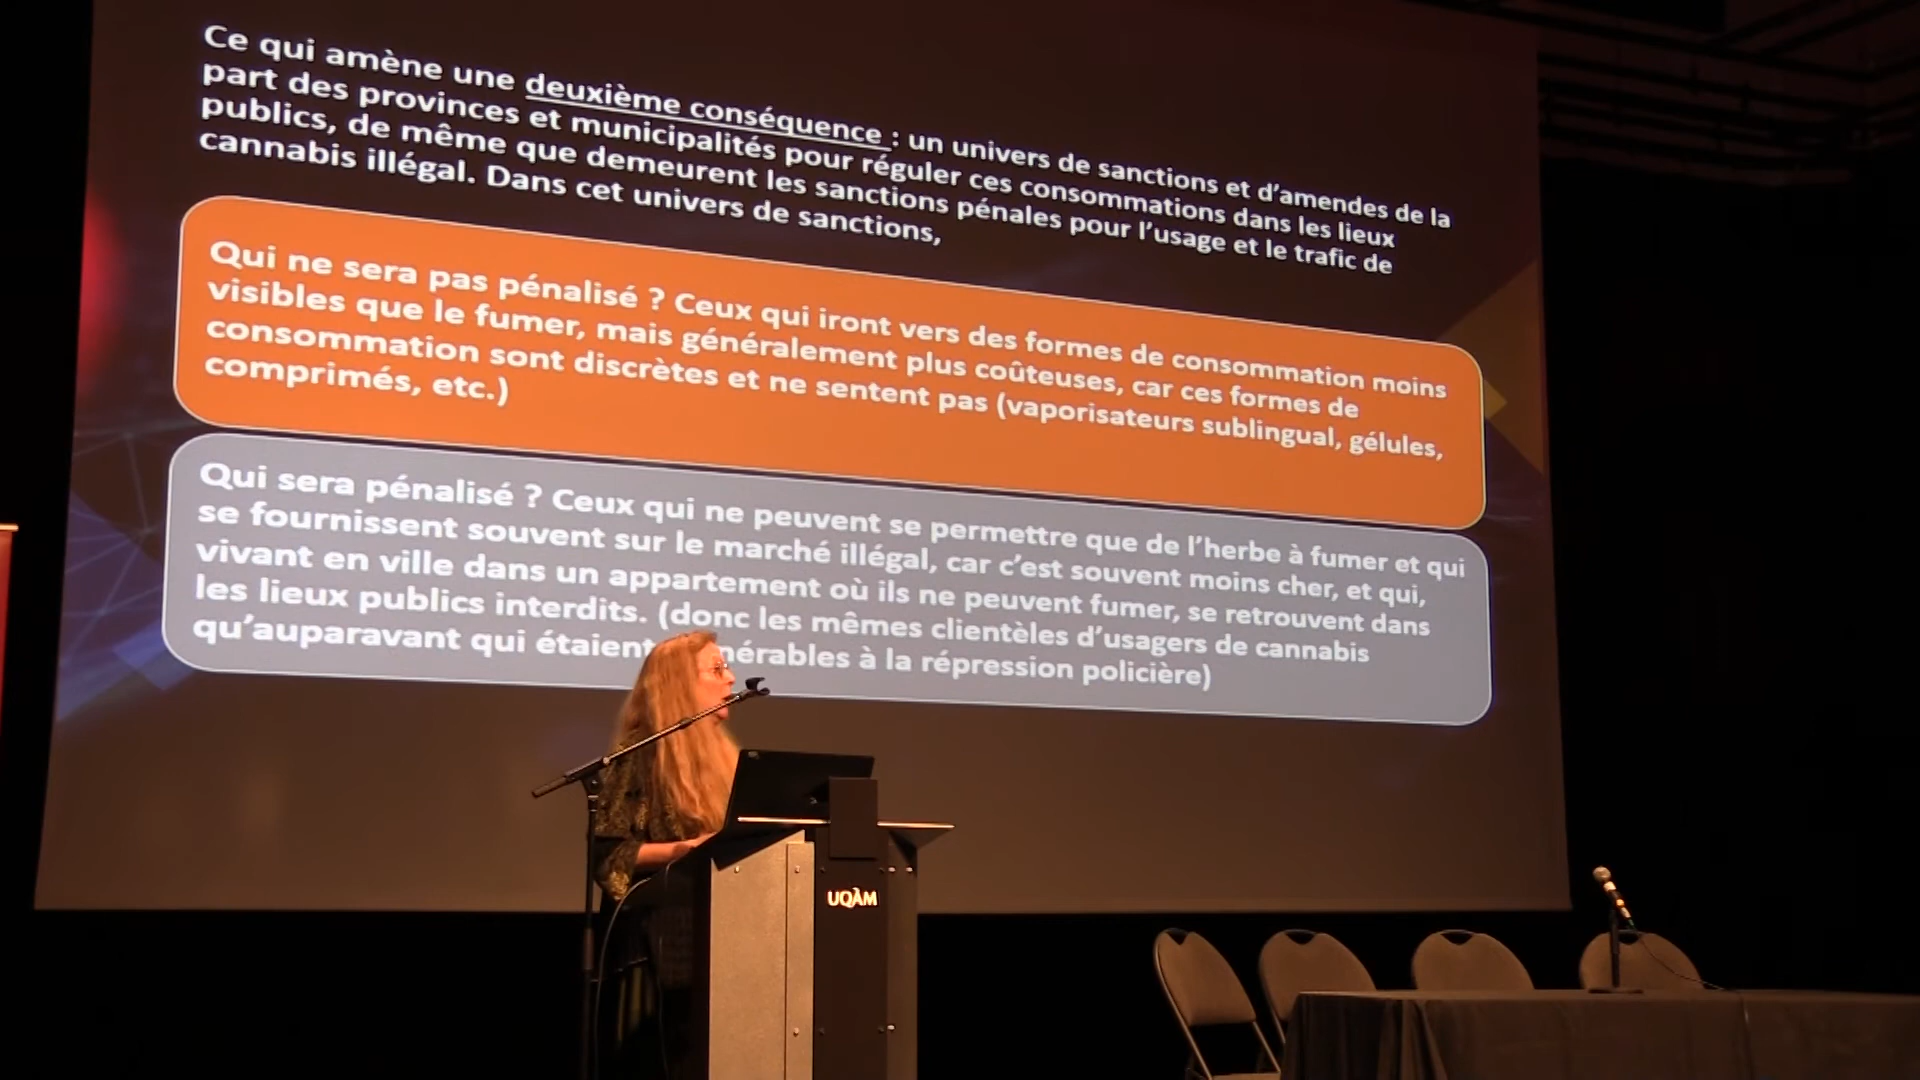 Ce qui amène une deuxième conséquence : un univers de sanctions et d'amendes de la
part des provinces et municipalités pour réguler ces consommations dans les lieux
publics, de même que demeurent les sanctions pénales pour l'usage et le trafic de
cannabis illégal. Dans cet univers de sanctions,
Qui ne sera pas pénalisé ? Ceux qui iront vers des formes de consommation moins
visibles que le fumer, mais généralement plus coûteuses, car ces formes de
consommation sont discrètes et ne sentent pas (vaporisateurs sublingual, gélules,
comprimés, etc.)
Qui sera pénalisé ? Ceux qui ne peuvent se permettre que de l'herbe à fumer et qui
se fournissent souvent sur le marché illégal, car c'est souvent moins cher, et qui,
vivant en ville dans un appartement où ils ne peuvent fumer, se retrouvent dans
les lieux publics interdits. (donc les mêmes clientèles d'usagers de cannabis
qu'auparavant qui étaient à la répression policière)
UQÀM